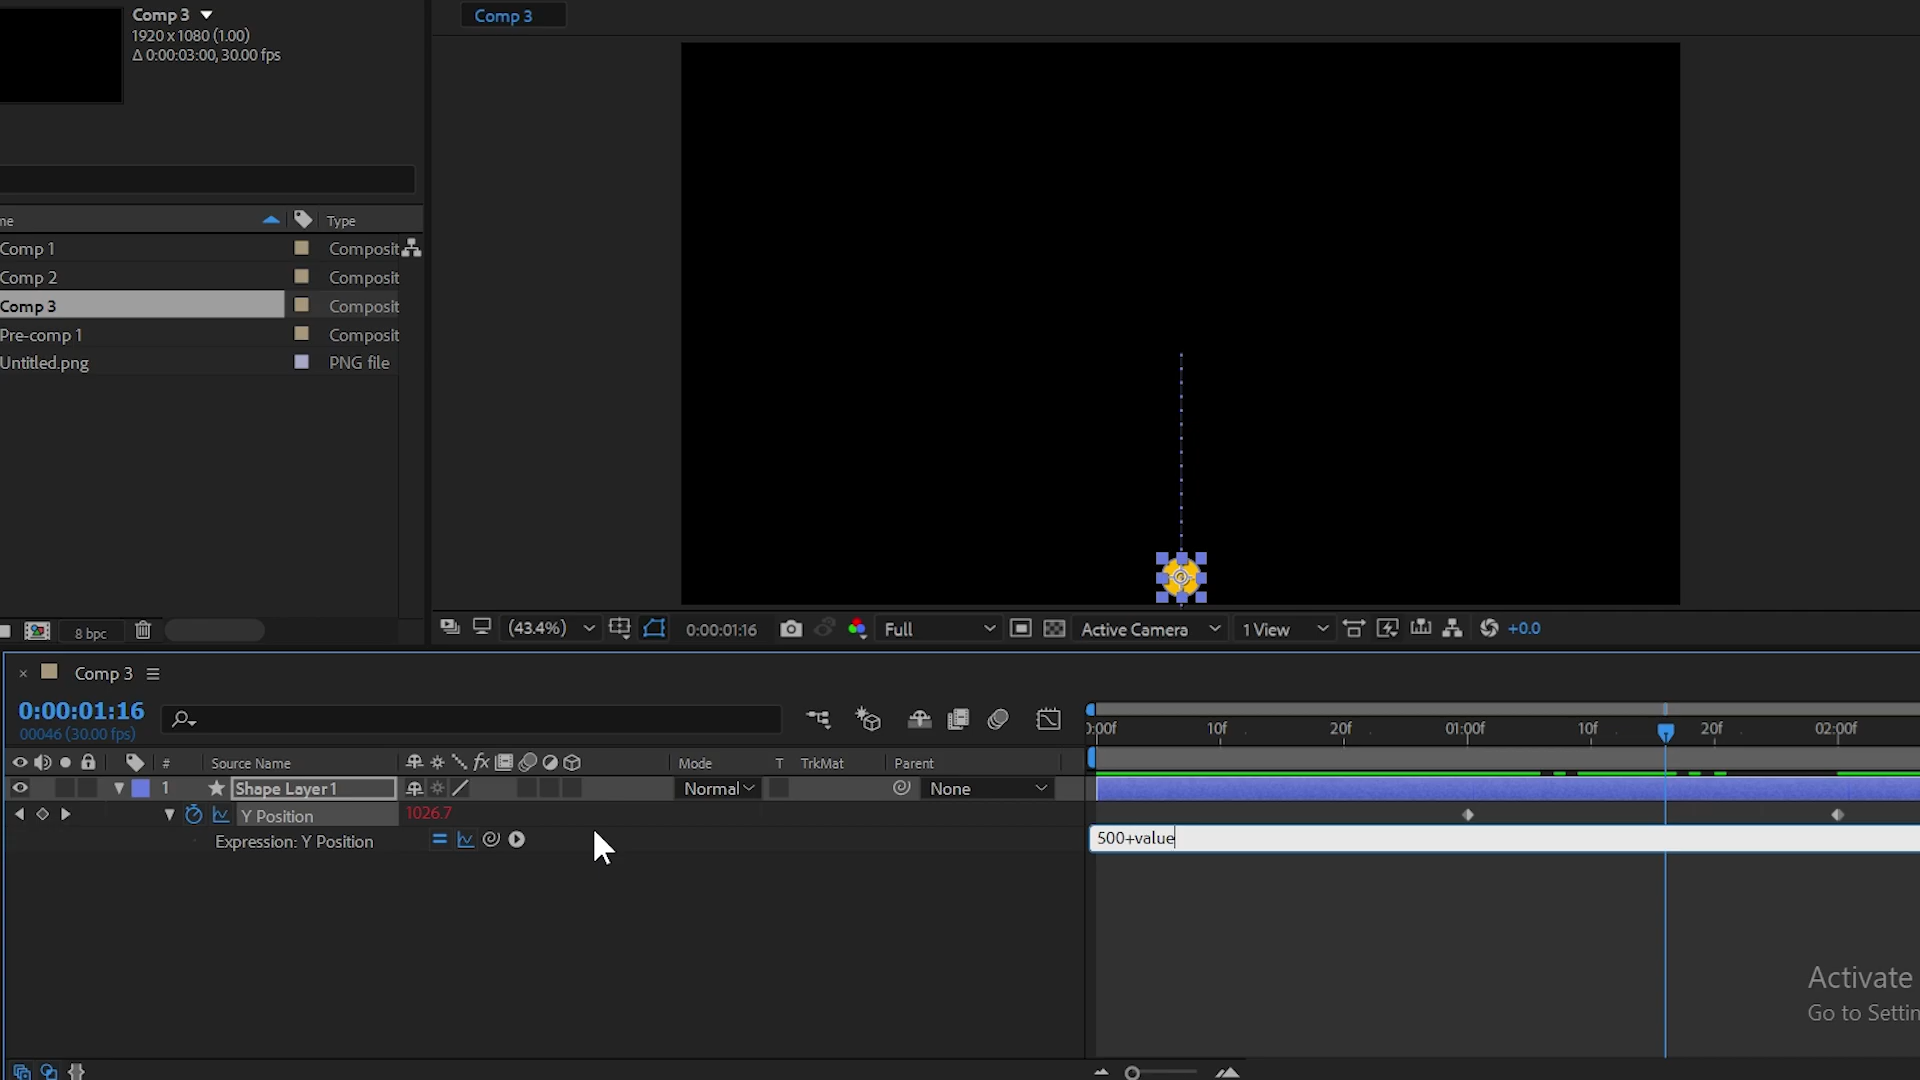 Comp 3
1920 x 1080 (1.00)
Δ 0:00:03:00, 30.00 fps
Comp 3
me
Type
Comp 1
Composit
Comp 2
Composit
Comp 3
Composit
Pre-comp 1
Composit
Untitled.png
PNG file
8 bpc
(43.4%)
0:00:01:16
Full
Active Camera
1 View
+0.0
Comp 3
0:00:01:16
00046 (30.00 fps)
0:00f
10f
20f
01:00f
10f
20f
02:00f
#
Source Name
fx
Mode
T
TrkMat
Parent
1
Shape Layer 1
Normal
None
Y Position
1026.7
Expression: Y Position
500+value
Activate
Go to Settin